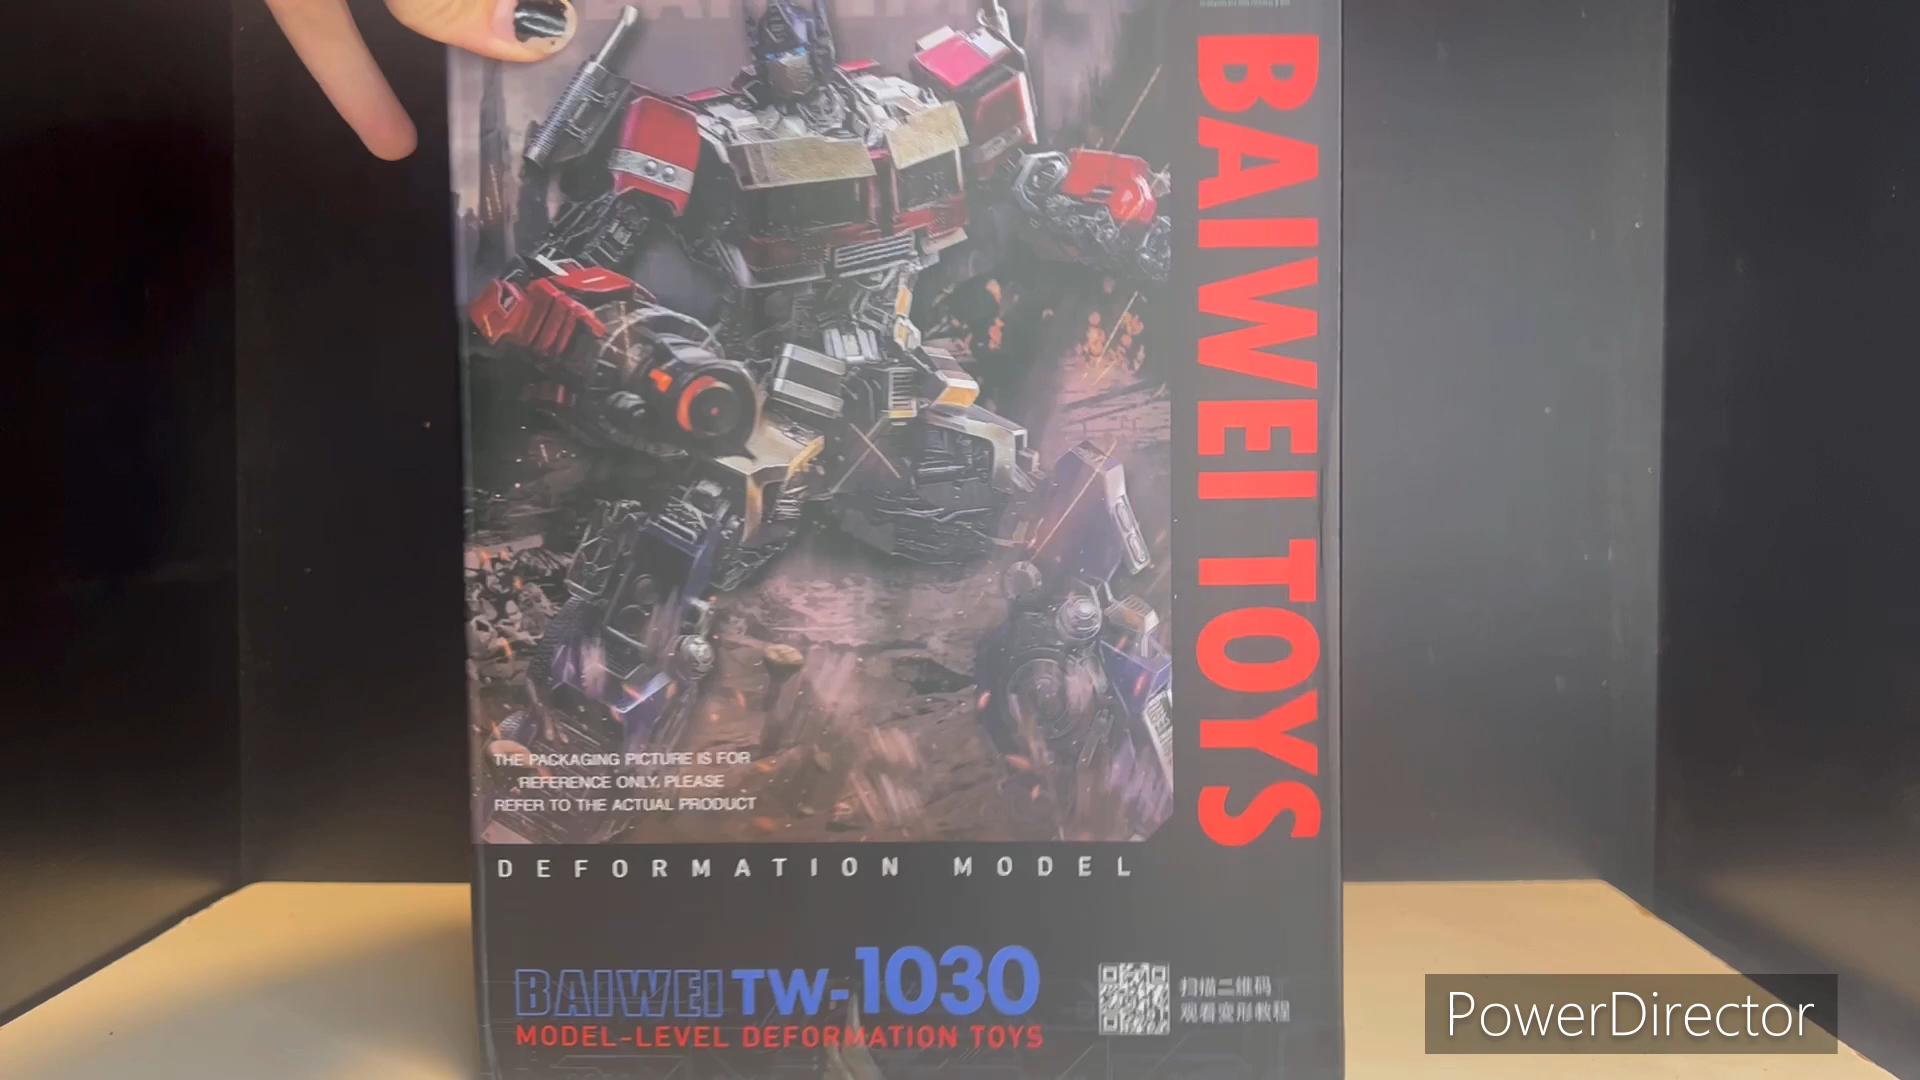 BAIWEI TOYS
THE PACKAGING PICTURE IS FOR
REFERENCE ONLY, PLEASE
REFER TO THE ACTUAL PRODUCT
DEFORMATION MODEL
BAIWEI TW-1030
MODEL-LEVEL DEFORMATION TOYS
扫描二维码
观看变形教程
PowerDirector